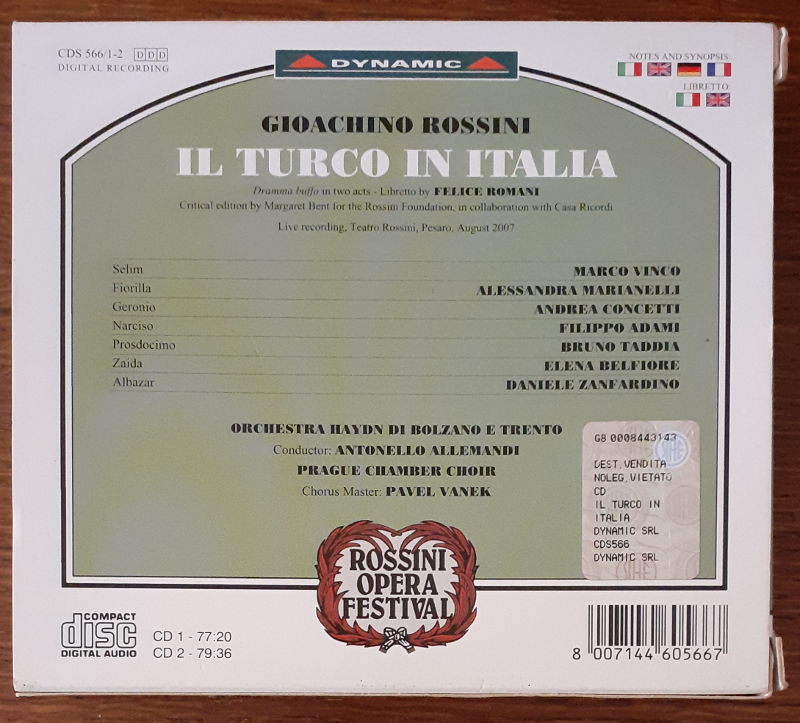 CDS 566/1-2 DDD
DIGITAL RECORDING
DYNAMIC
NOTES AND SYNOPSIS
LIBRETTO
GIOACHINO ROSSINI
IL TURCO IN ITALIA
Dramma buffo in two acts - Libretto by FELICE ROMANI
Critical edition by Margaret Bent for the Rossini Foundation, in collaboration with Casa Ricordi
Live recording, Teatro Rossini, Pesaro, August 2007
Selim MARCO VINCO
Fiorilla ALESSANDRA MARIANELLI
Geronio ANDREA CONCETTI
Narciso FILIPPO ADAMI
Prosdocimo BRUNO TADDIA
Zaida ELENA BELFIORE
Albazar DANIELE ZANFARDINO
ORCHESTRA HAYDN DI BOLZANO E TRENTO
Conductor: ANTONELLO ALLEMANDI
PRAGUE CHAMBER CHOIR
Chorus Master: PAVEL VANEK
GB 0008443143
DEST.VENDITA
NOLEG.VIETATO
CD
IL TURCO IN
ITALIA
DYNAMIC SRL
CDS566
DYNAMIC SRL
ROSSINI
OPERA
FESTIVAL
COMPACT
disc
DIGITAL AUDIO
CD 1 - 77:20
CD 2 - 79:36
8 007144 605667